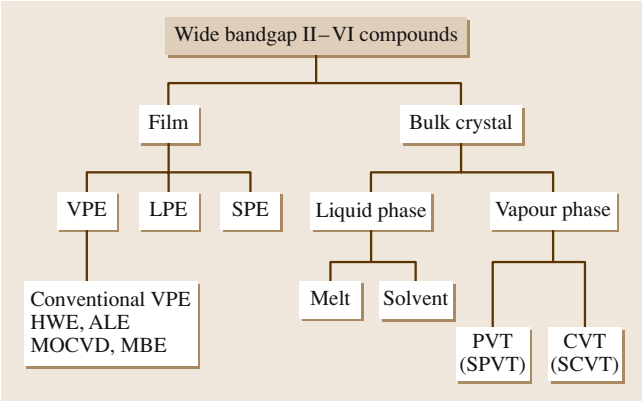 Wide bandgap II–VI compounds
Film
Bulk crystal
VPE
LPE
SPE
Liquid phase
Vapour phase
Conventional VPE
HWE, ALE
MOCVD, MBE
Melt
Solvent
PVT
(SPVT)
CVT
(SCVT)